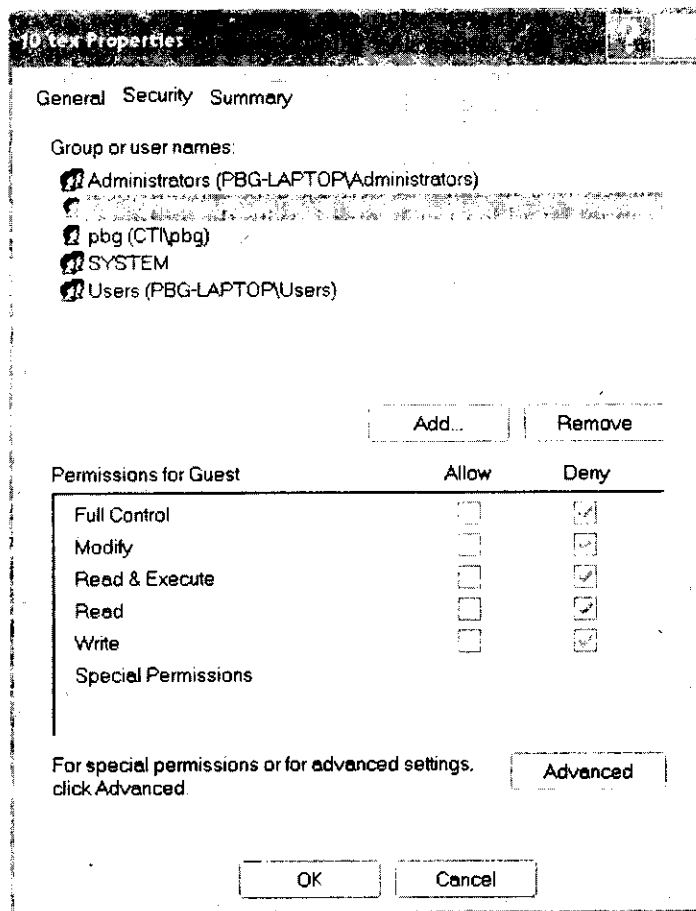 10.tex Properties
General Security Summary
Group or user names:
Administrators (PBG-LAPTOP\Administrators)
pbg (CTI\pbg)
SYSTEM
Users (PBG-LAPTOP\Users)
Add... Remove
Permissions for Guest Allow Deny
Full Control
Modify
Read & Execute
Read
Write
Special Permissions
For special permissions or for advanced settings,
click Advanced.
Advanced
OK Cancel